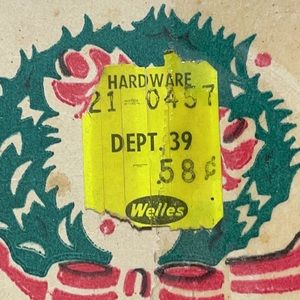 HARDWARE
21-0457
DEPT. 39
58¢
Welles